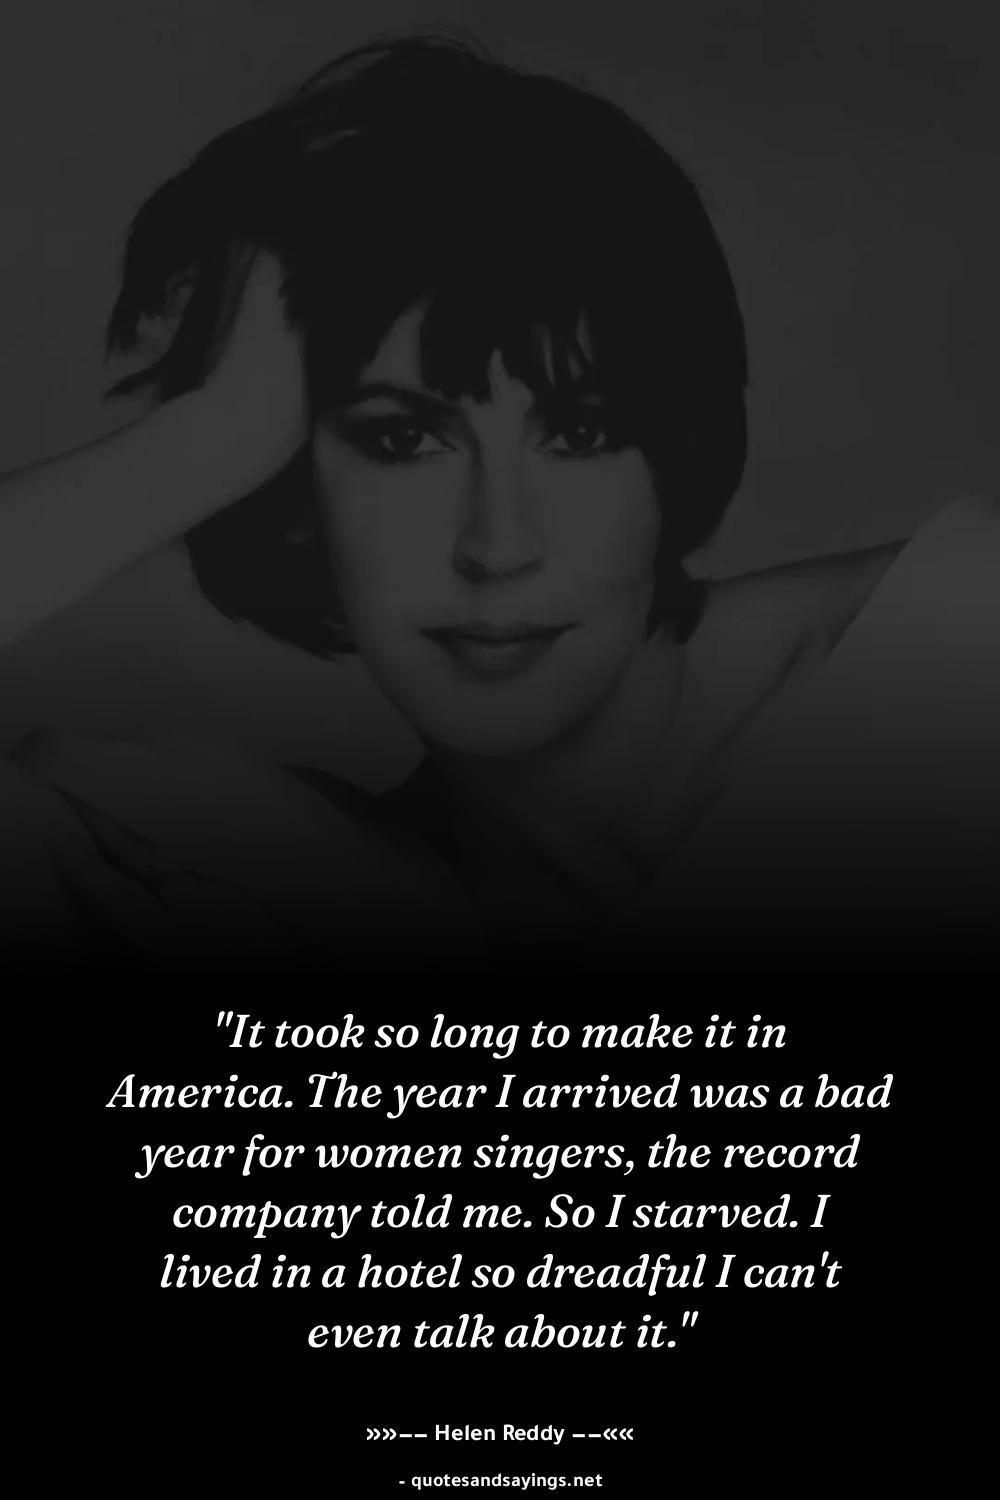 "It took so long to make it in
America. The year I arrived was a bad
year for women singers, the record
company told me. So I starved. I
lived in a hotel so dreadful I can't
even talk about it."
»»−− Helen Reddy −−««
- quotesandsayings.net